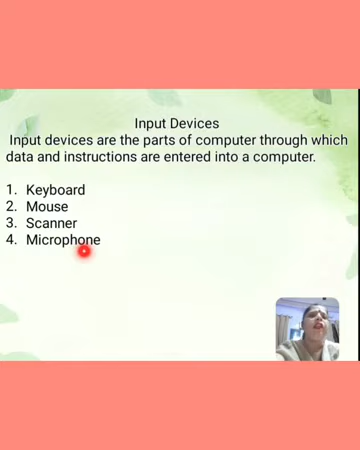 Input Devices
Input devices are the parts of computer through which
data and instructions are entered into a computer.
1. Keyboard
2. Mouse
3. Scanner
4. Microphone